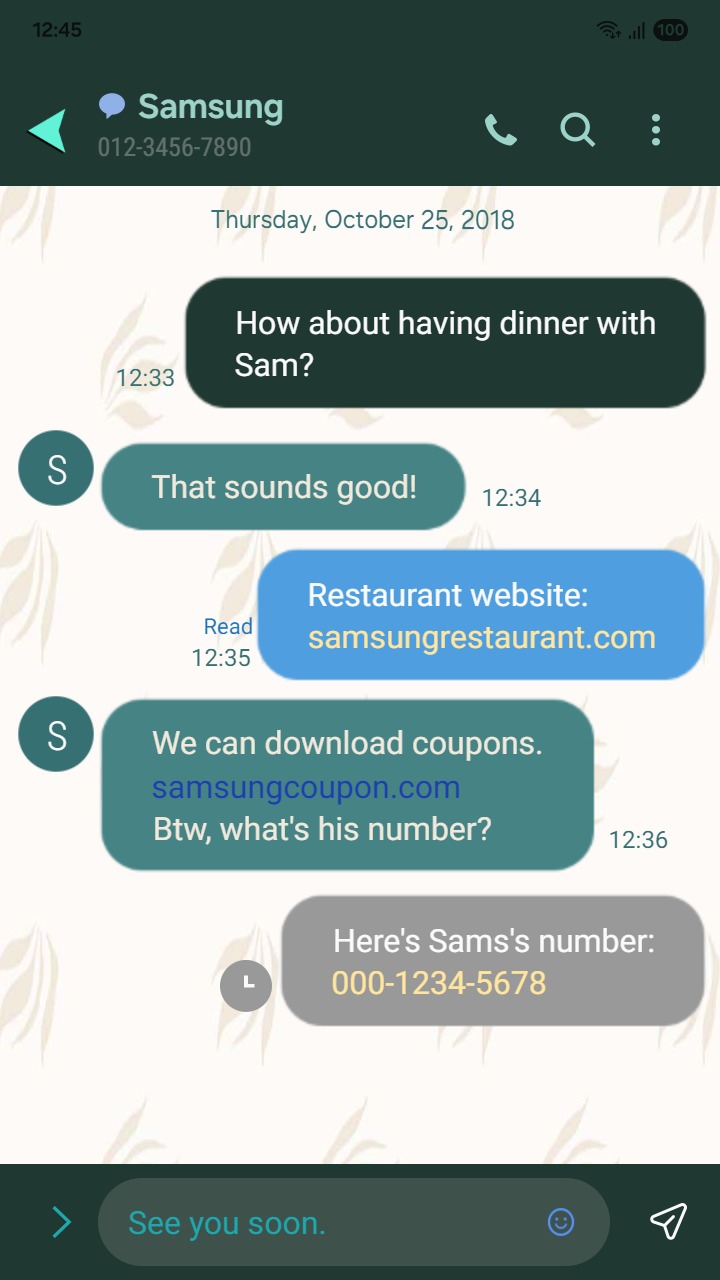 12:45
100
Samsung
012-3456-7890
Thursday, October 25, 2018
How about having dinner with
Sam?
12:33
S
That sounds good!
12:34
Restaurant website:
samsungrestaurant.com
Read
12:35
S
We can download coupons.
samsungcoupon.com
Btw, what's his number?
12:36
Here's Sams's number:
000-1234-5678
See you soon.